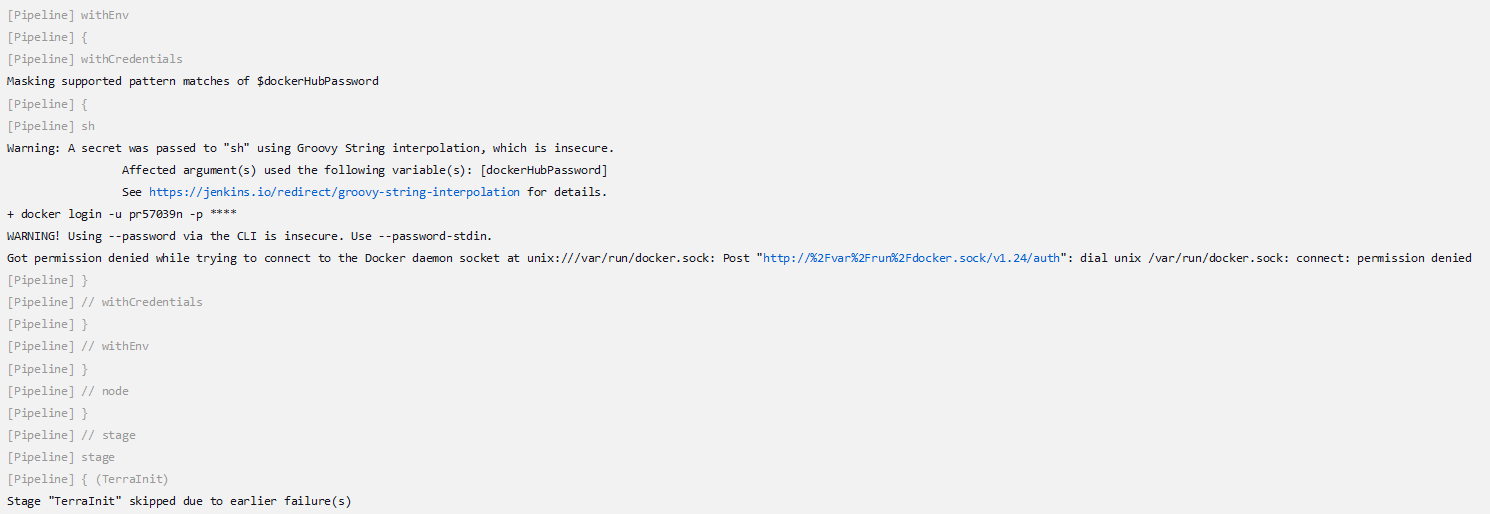 [Pipeline] withEnv
[Pipeline] {
[Pipeline] withCredentials
Masking supported pattern matches of $dockerHubPassword
[Pipeline] {
[Pipeline] sh
Warning: A secret was passed to "sh" using Groovy String interpolation, which is insecure.
Affected argument(s) used the following variable(s): [dockerHubPassword]
See https://jenkins.io/redirect/groovy-string-interpolation for details.
+ docker login -u pr57039n -p ****
WARNING! Using --password via the CLI is insecure. Use --password-stdin.
Got permission denied while trying to connect to the Docker daemon socket at unix:///var/run/docker.sock: Post "http://%2Fvar%2Frun%2Fdocker.sock/v1.24/auth": dial unix /var/run/docker.sock: connect: permission denied
[Pipeline] }
[Pipeline] // withCredentials
[Pipeline] }
[Pipeline] // withEnv
[Pipeline] }
[Pipeline] // node
[Pipeline] }
[Pipeline] // stage
[Pipeline] stage
[Pipeline] { (TerraInit)
Stage "TerraInit" skipped due to earlier failure(s)